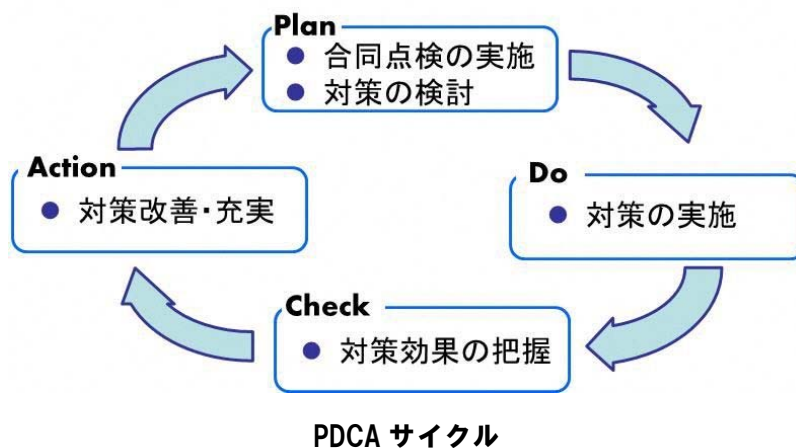 Plan
● 合同点検の実施
● 対策の検討
Do
● 対策の実施
Check
● 対策効果の把握
Action
● 対策改善・充実
PDCA サイクル